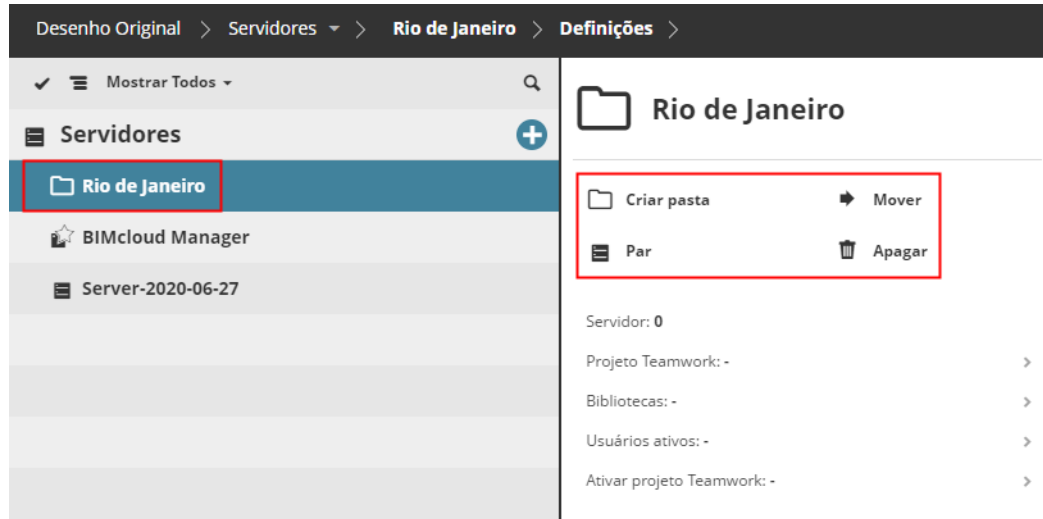 Desenho Original > Servidores > Rio de Janeiro > Definições >
Mostrar Todos
Servidores
Rio de Janeiro
BIMcloud Manager
Server-2020-06-27
Rio de Janeiro
Criar pasta
Mover
Par
Apagar
Servidor: 0
Projeto Teamwork: -
Bibliotecas: -
Usuários ativos: -
Ativar projeto Teamwork: -